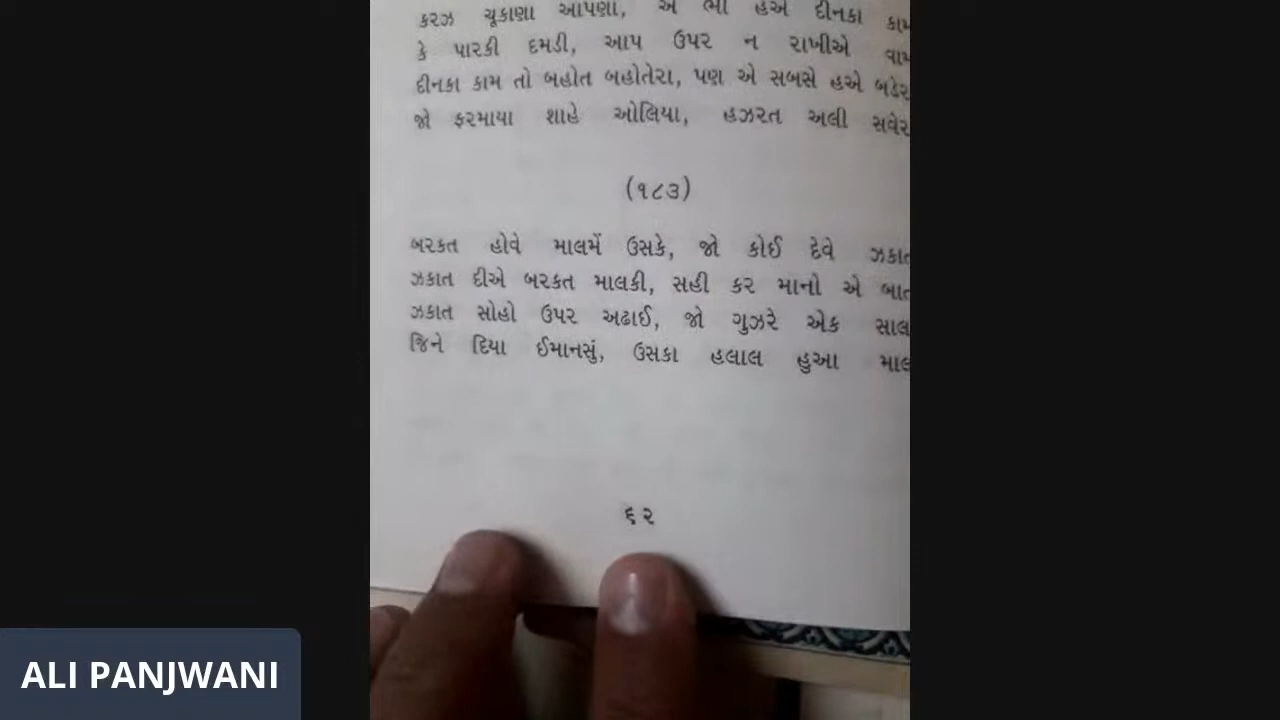 કરઝ ચૂકાણા આપણા, એ ભી હએ દીનકા કામ
કે પારકી દમડી, આપ ઉપર ન રાખીએ વામ
દીનકા કામ તો બહોત બહોતેરા, પણ એ સબસે હએ બડેર
જો ફરમાયા શાહે ઓલિયા, હઝરત અલી સવેર
(૧૮૩)
બરકત હોવે માલમેં ઉસકે, જો કોઈ દેવે ઝકાત
ઝકાત દીએ બરકત માલકી, સહી કર માનો એ બાત
ઝકાત સોહો ઉપર અઢાઈ, જો ગુઝરે એક સાલ
જિને દિયા ઈમાનસું, ઉસકા હલાલ હુઆ માલ
૬૨
ALI PANJWANI